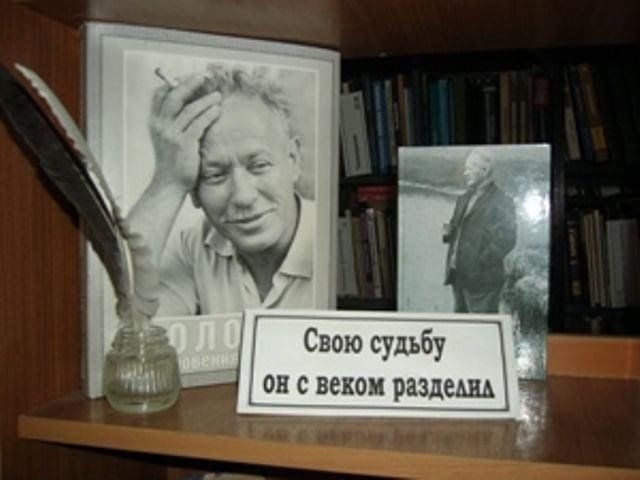 Свою судьбу
он с веком разделил